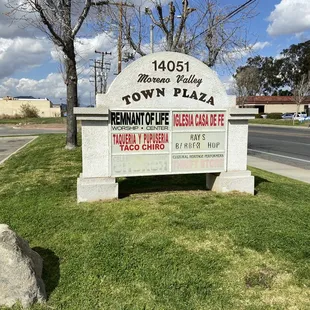 14051
Moreno Valley
TOWN PLAZA
REMNANT OF LIFE
WORSHIP • CENTER
TAQUERIA Y PUPUSERIA
TACO CHIRO
IGLESIA CASA DE FE
RAY'S
BARBER SHOP